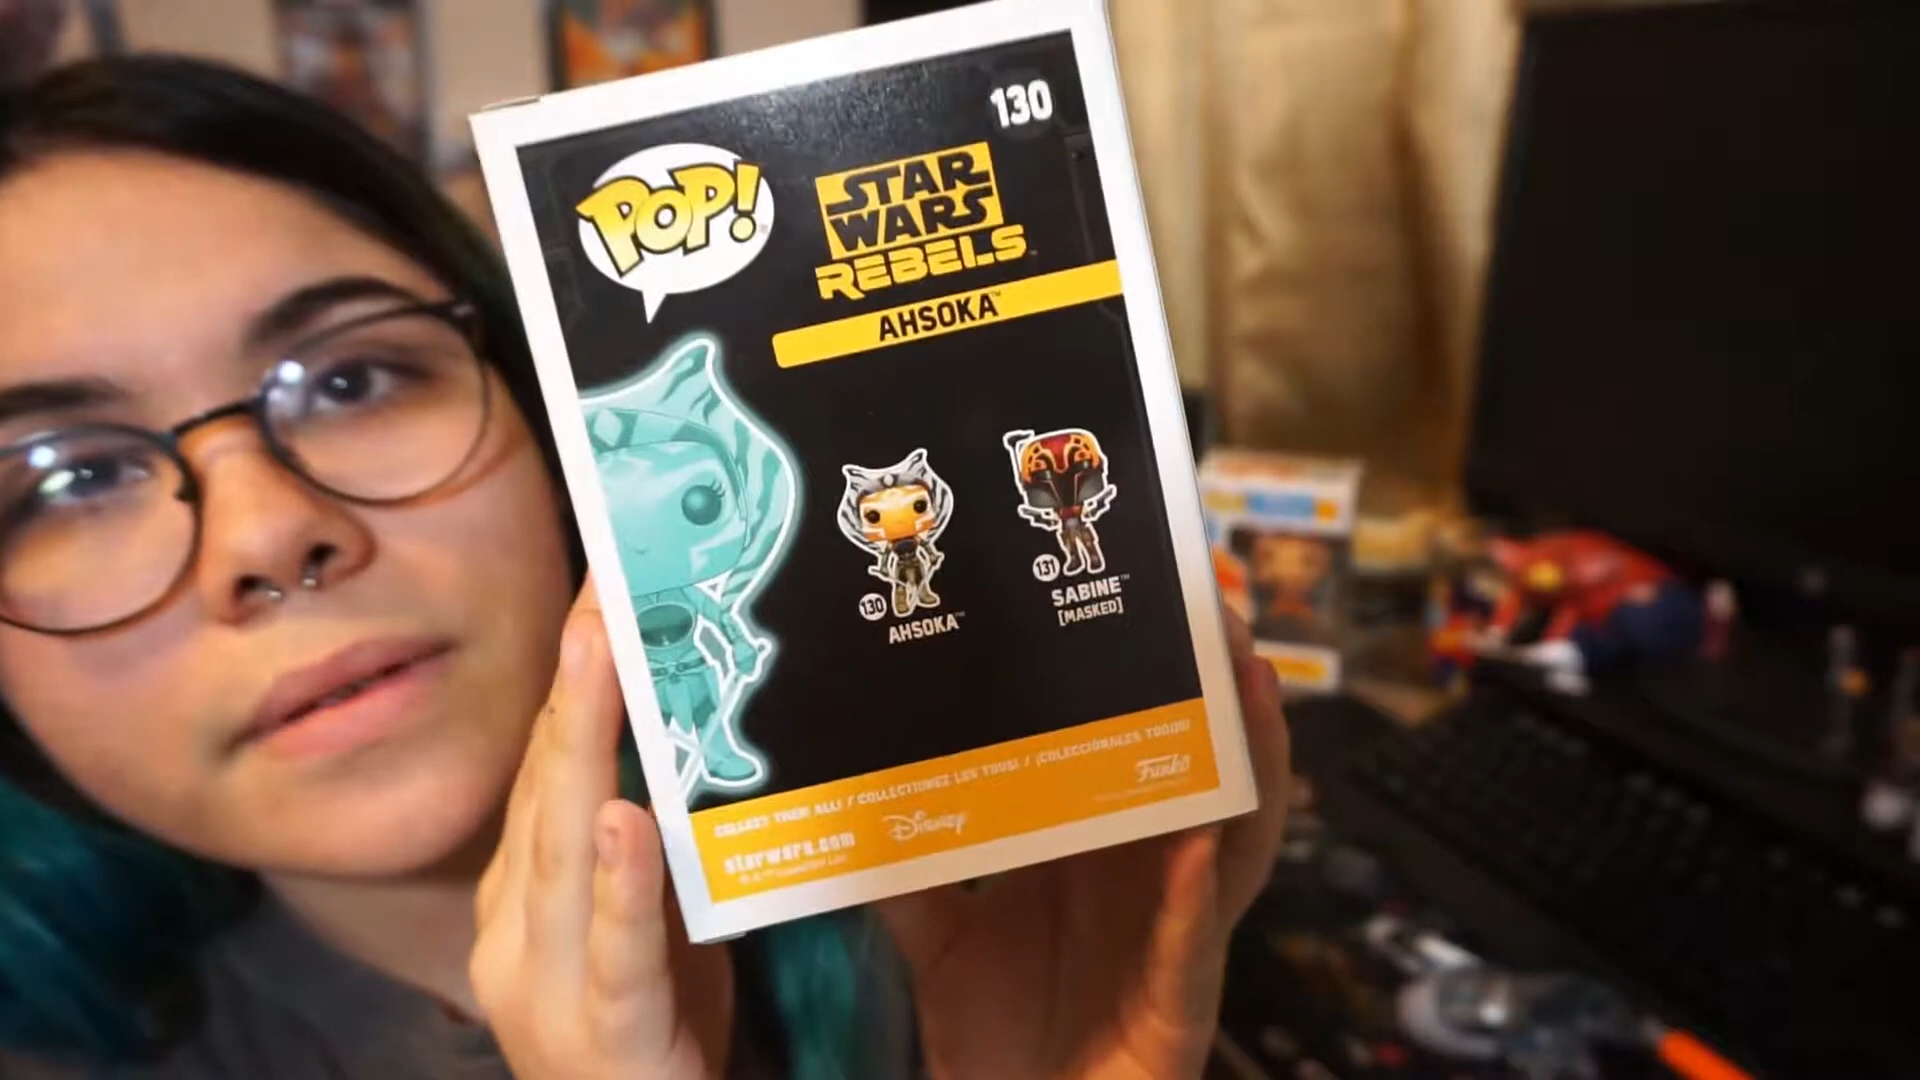 130
POP!
STAR
WARS
REBELS
AHSOKA™
130
AHSOKA™
131
SABINE™
[MASKED]
COLLECT THEM ALL! / COLLECTIONNEZ LES TOUS! / ¡COLECCIÓNALES TODOS!
starwars.com
Disney
Funko